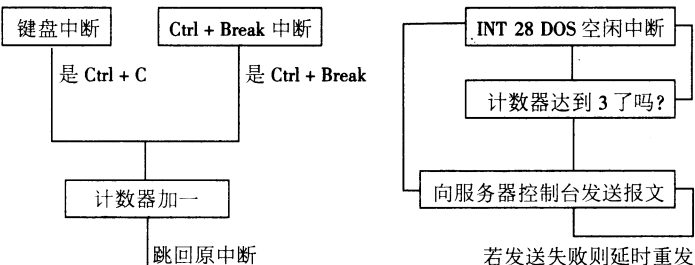 键盘中断
Ctrl + Break 中断
是 Ctrl + C
是 Ctrl + Break
计数器加一
跳回原中断
INT 28 DOS 空闲中断
计数器达到 3 了吗?
向服务器控制台发送报文
若发送失败则延时重发